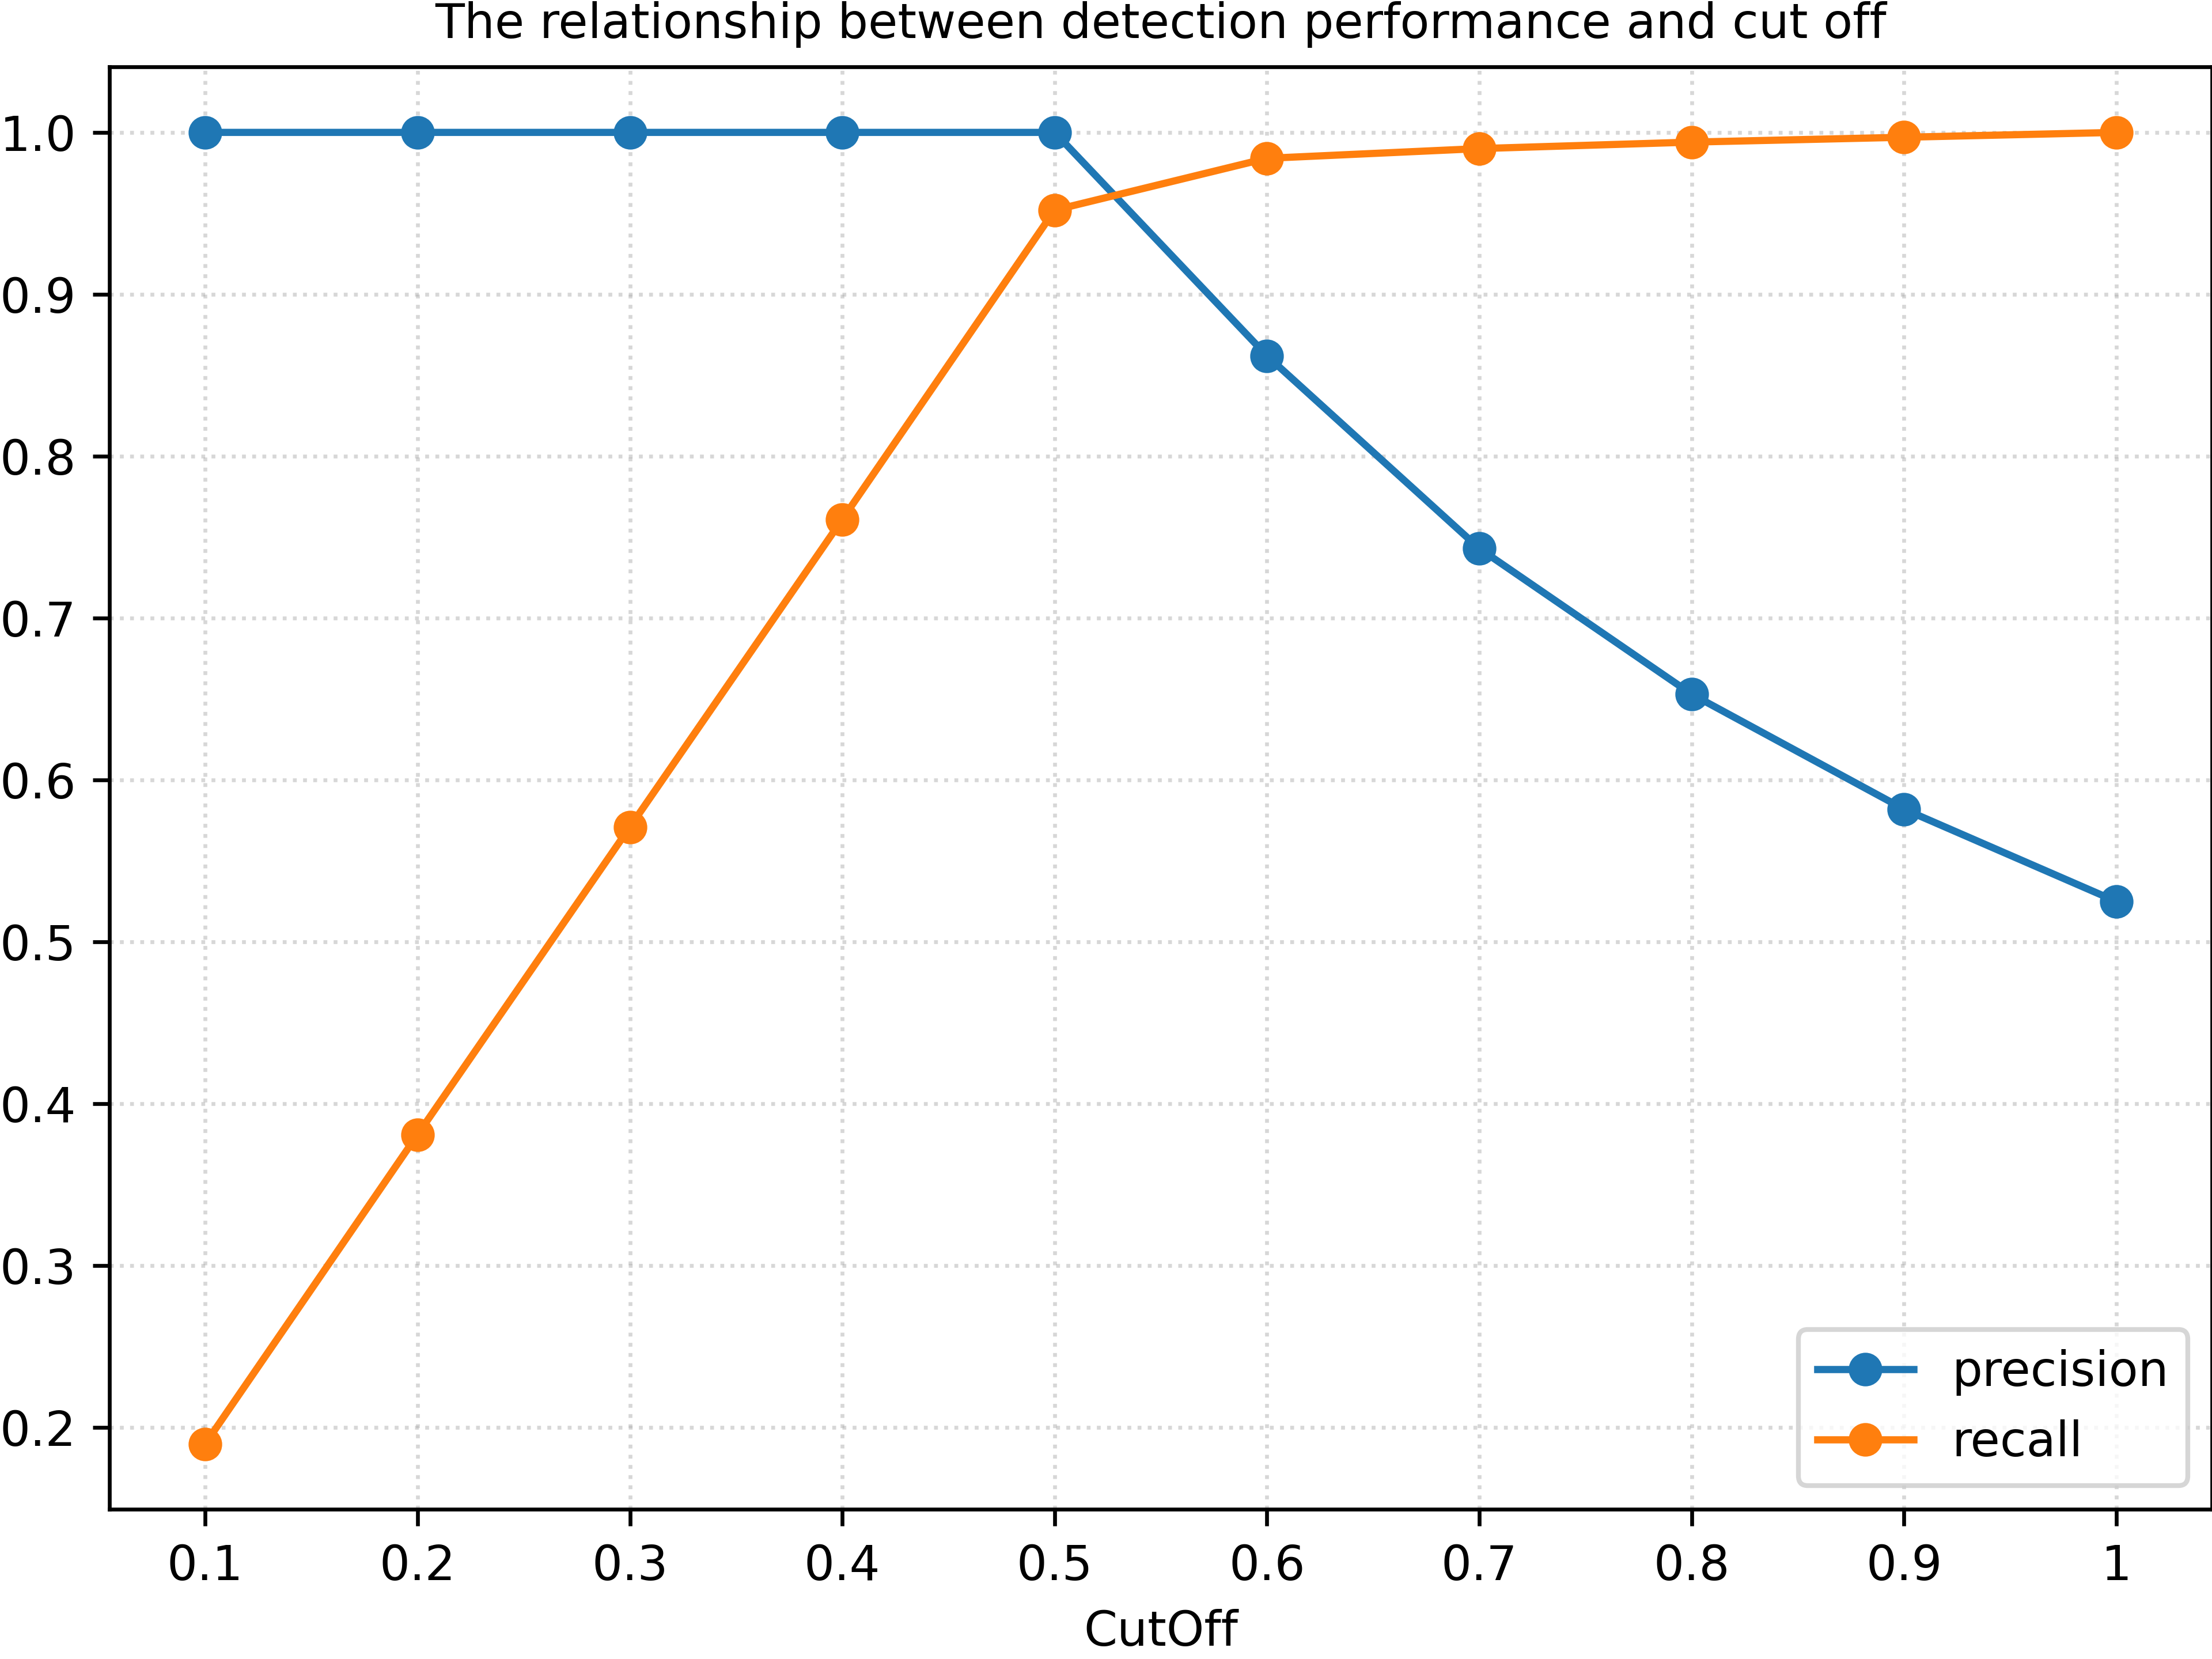 The relationship between detection performance and cut off
1.0
0.9
0.8
0.7
0.6
0.5
0.4
0.3
0.2
precision
recall
0.1 0.2 0.3 0.4 0.5 0.6 0.7 0.8 0.9 1
CutOff